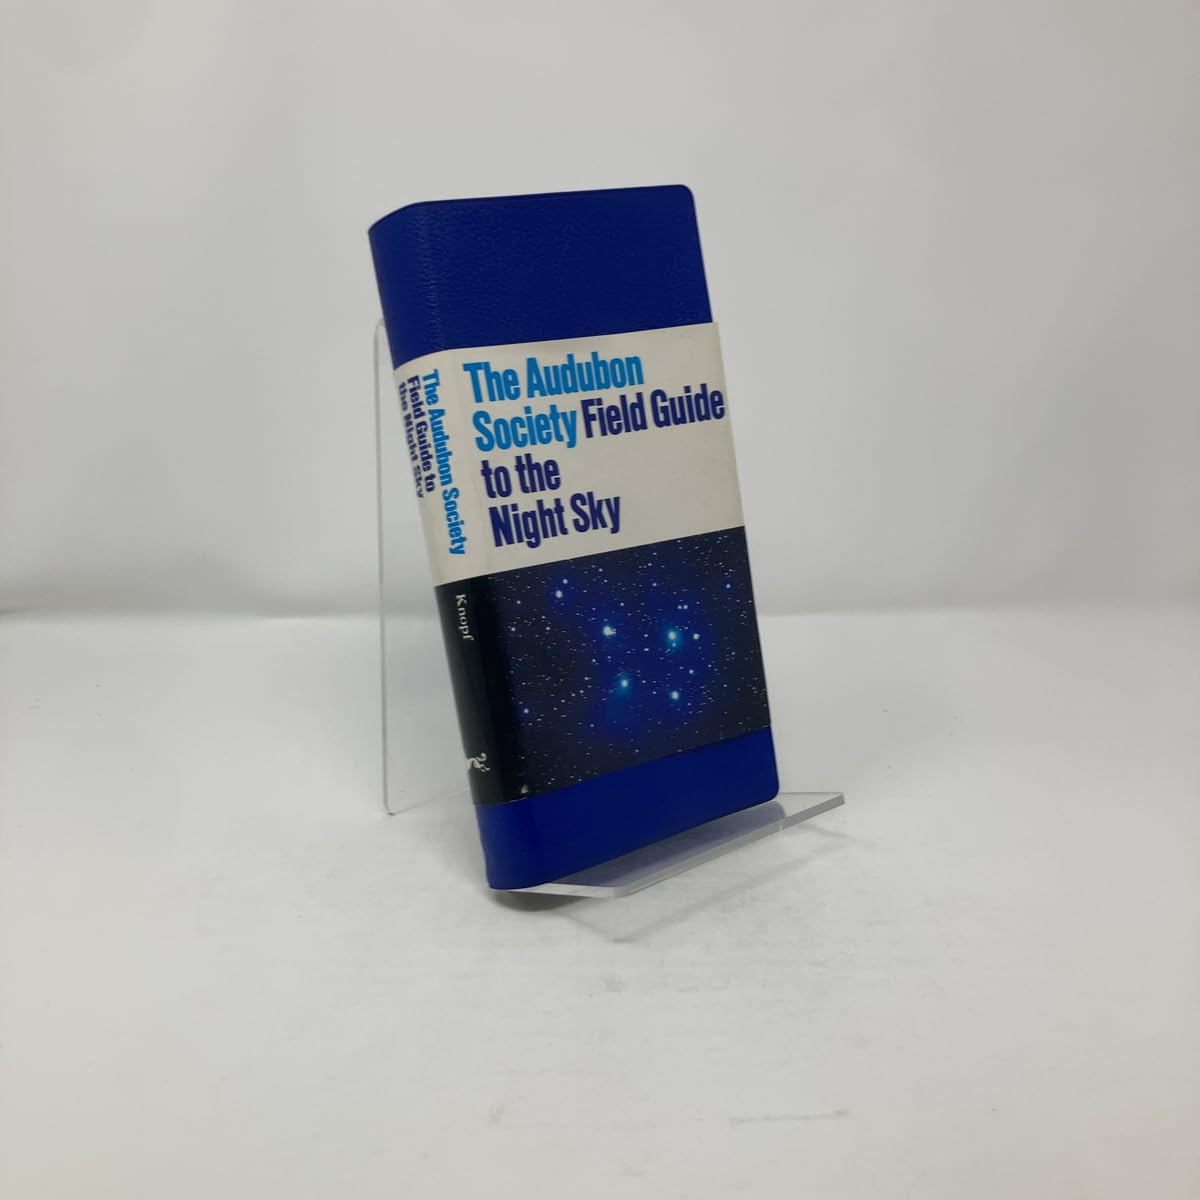 The Audubon
Society Field Guide
to the
Night Sky
The Audubon Society
Field Guide to
the Night Sky
Knopf